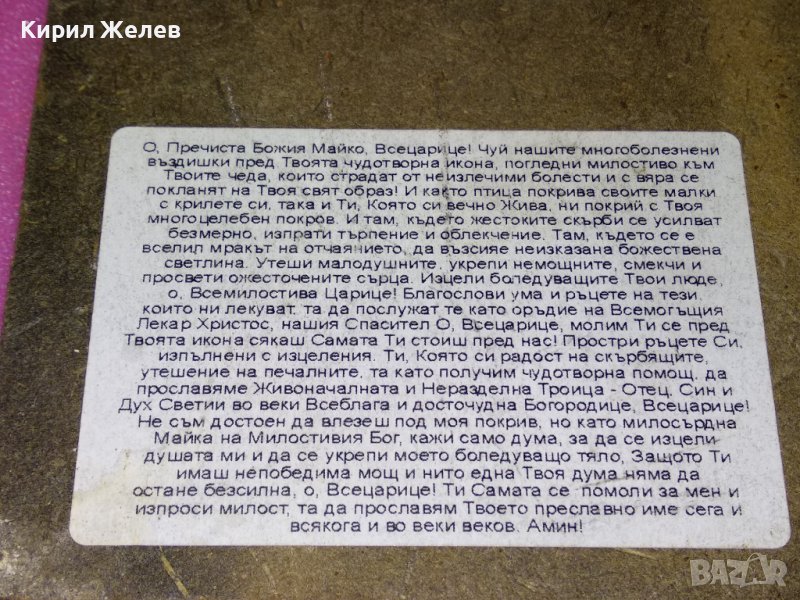 Кирил Желев
О, Пречиста Божия Майко, Всецарице! Чуй нашите многоболезнени
въздишки пред Твоята чудотворна икона, погледни милостиво към
Твоите чеда, които страдат от неизлечими болести и с вяра се
покланят на Твоя свят образ! И както птица покрива своите малки
с крилете си, така и Ти, Която си вечно Жива, ни покрий с Твоя
многоцелебен покров. И там, където жестоките скърби се усилват
безмерно, изпрати търпение и облекчение. Там, където се е
вселил мракът на отчаянието, да възсияе неизказана божествена
светлина. Утеши малодушните, укрепи немощните, смекчи и
просвети ожесточените сърца. Изцели боледуващите Твои люде,
о, Всемилостива Царице! Благослови ума и ръцете на тези,
които ни лекуват, та да послужат те като оръдие на Всемогъщия
Лекар Христос, нашия Спасител О, Всецарице, молим Ти се пред
Твоята икона сякаш Самата Ти стоиш пред нас! Простри ръцете Си,
изпълнени с изцеления. Ти, Която си радост на скърбящите,
утешение на печалните, та като получим чудотворна помощ, да
прославяме Живоначалната и Неразделна Троица - Отец, Син и
Дух Светии во веки Всеблага и досточудна Богородице, Всецарице!
Не съм достоен да влезеш под моя покрив, но като милосърдна
Майка на Милостивия Бог, кажи само дума, за да се изцели
душата ми и да се укрепи моето боледуващо тяло, Защото Ти
имаш непобедима мощ и нито една Твоя дума няма да
остане безсилна, о, Всецарице! Ти Самата се помоли за мен и
изпроси милост, та да прославям Твоето преславно име сега и
всякога и во веки веков. Амин!
BAZAR